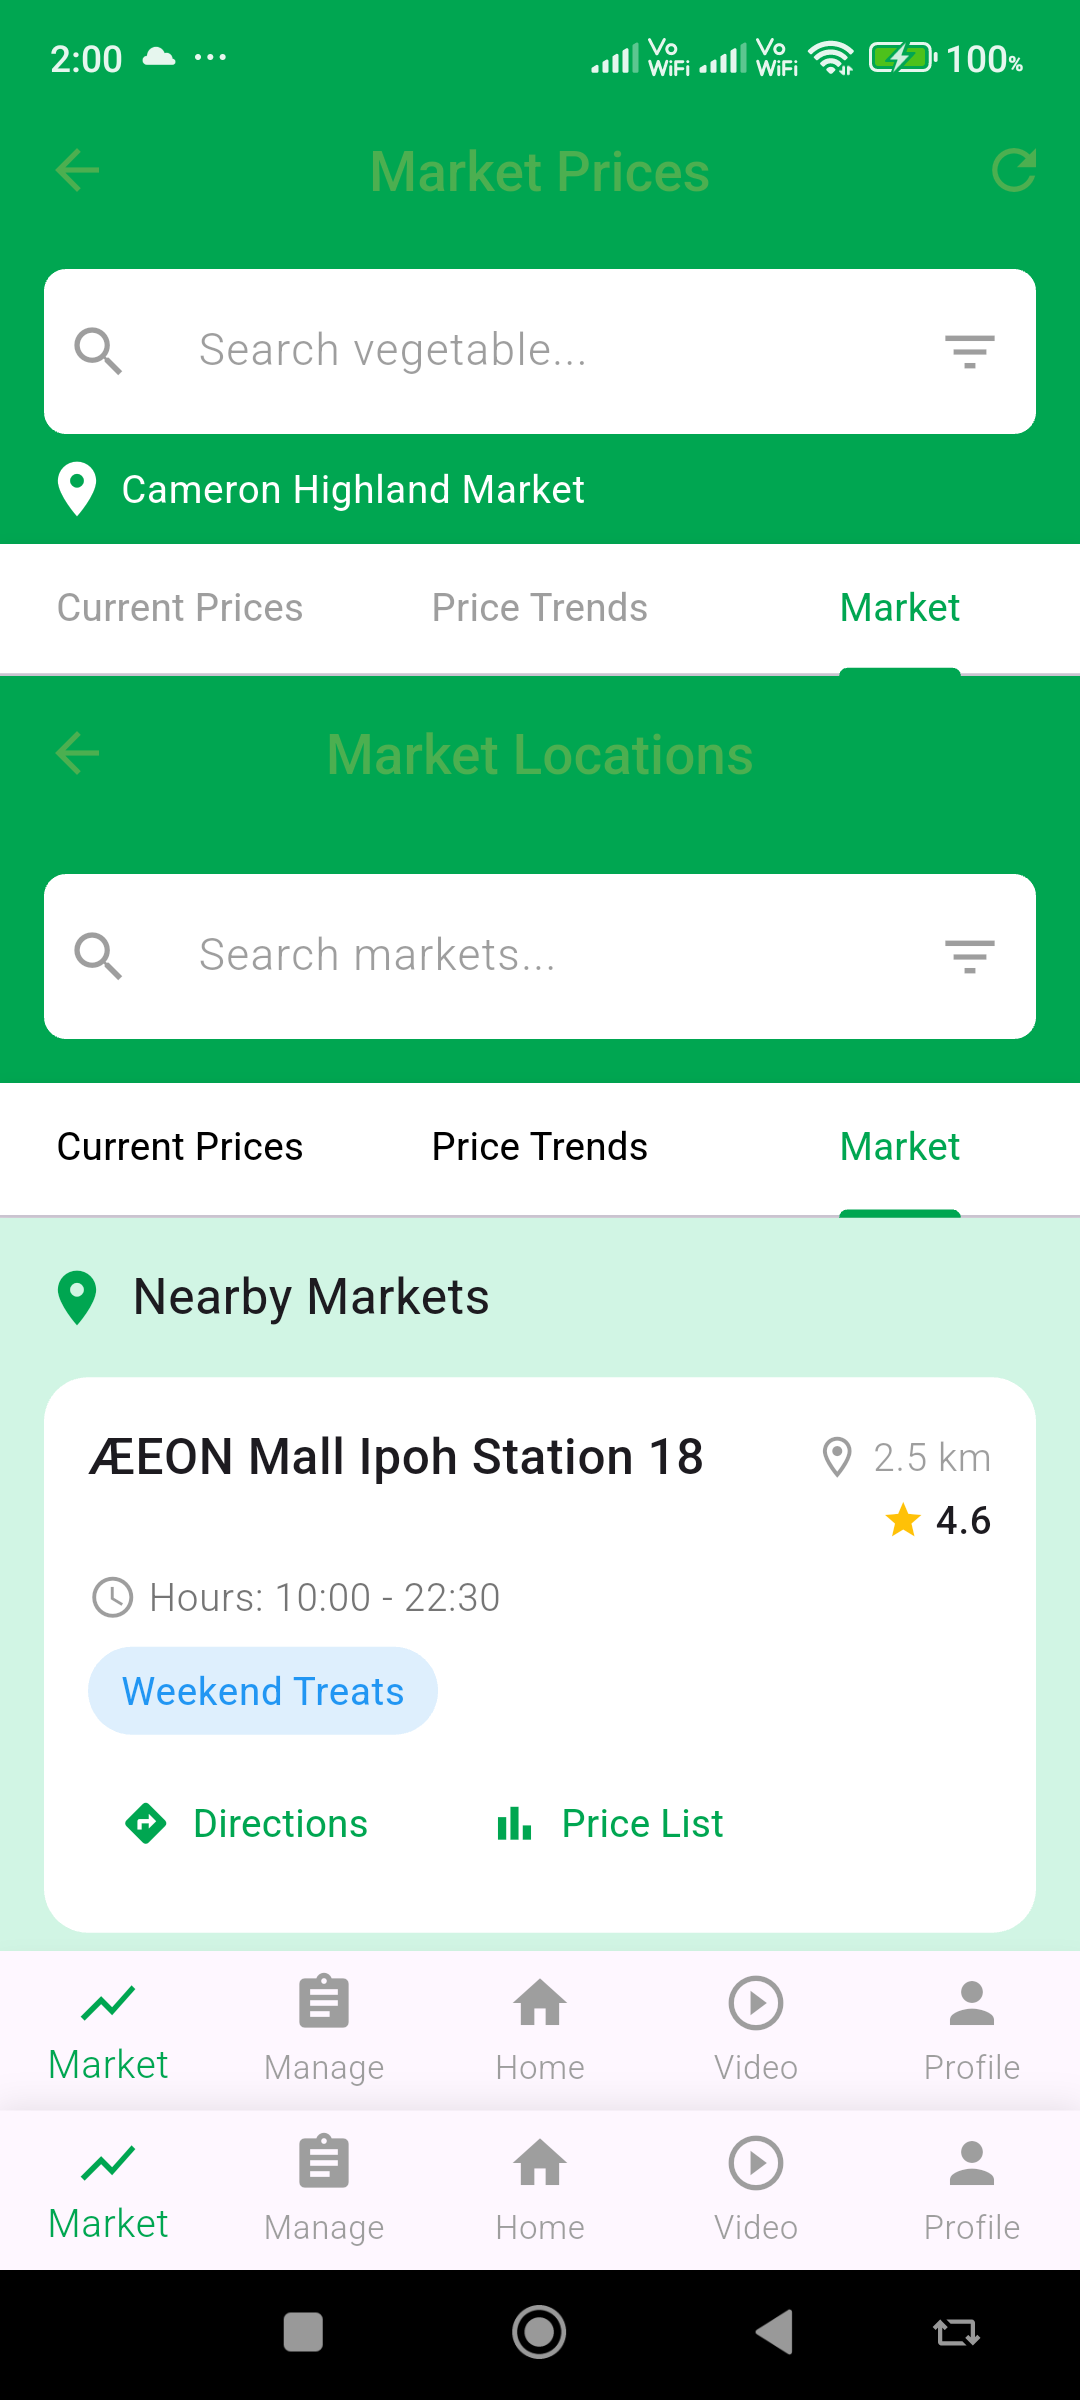 2:00 ... Vo WiFi Vo WiFi 100%
Market Prices
Search vegetable...
Cameron Highland Market
Current Prices Price Trends Market
Market Locations
Search markets...
Current Prices Price Trends Market
Nearby Markets
ÆEON Mall Ipoh Station 18 2.5 km
4.6
Hours: 10:00 - 22:30
Weekend Treats
Directions Price List
Market Manage Home Video Profile
Market Manage Home Video Profile